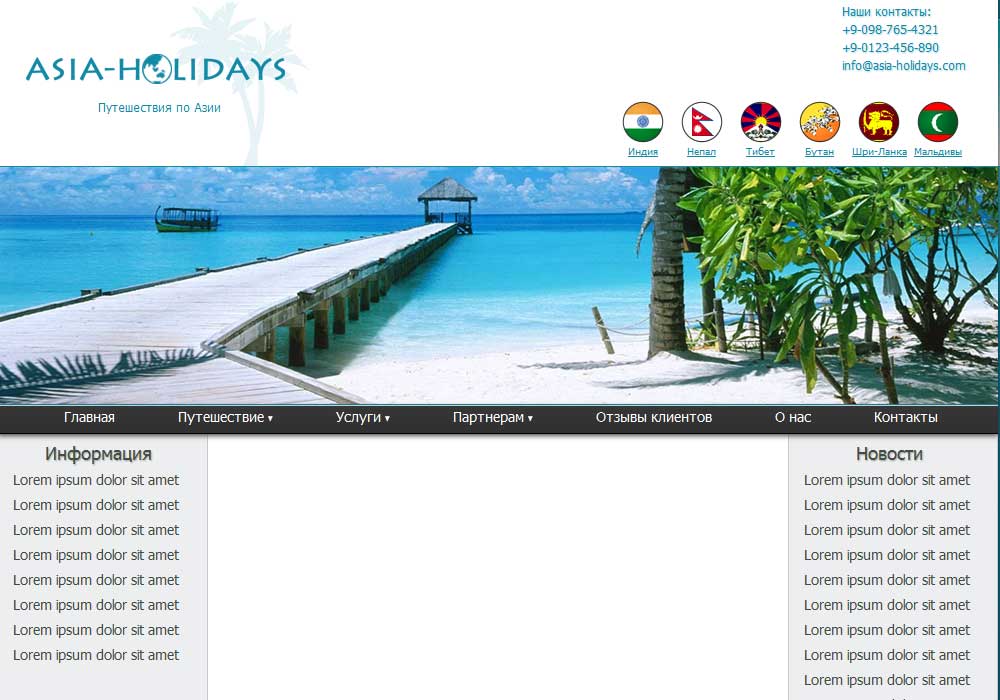 ASIA-HOLIDAYS
Путешествия по Азии
Наши контакты:
+9-098-765-4321
+9-0123-456-890
info@asia-holidays.com
Индия Непал Тибет Бутан Шри-Ланка Мальдивы
Главная Путешествие ▾ Услуги ▾ Партнерам ▾ Отзывы клиентов О нас Контакты
Информация
Lorem ipsum dolor sit amet
Lorem ipsum dolor sit amet
Lorem ipsum dolor sit amet
Lorem ipsum dolor sit amet
Lorem ipsum dolor sit amet
Lorem ipsum dolor sit amet
Lorem ipsum dolor sit amet
Lorem ipsum dolor sit amet
Новости
Lorem ipsum dolor sit amet
Lorem ipsum dolor sit amet
Lorem ipsum dolor sit amet
Lorem ipsum dolor sit amet
Lorem ipsum dolor sit amet
Lorem ipsum dolor sit amet
Lorem ipsum dolor sit amet
Lorem ipsum dolor sit amet
Lorem ipsum dolor sit amet